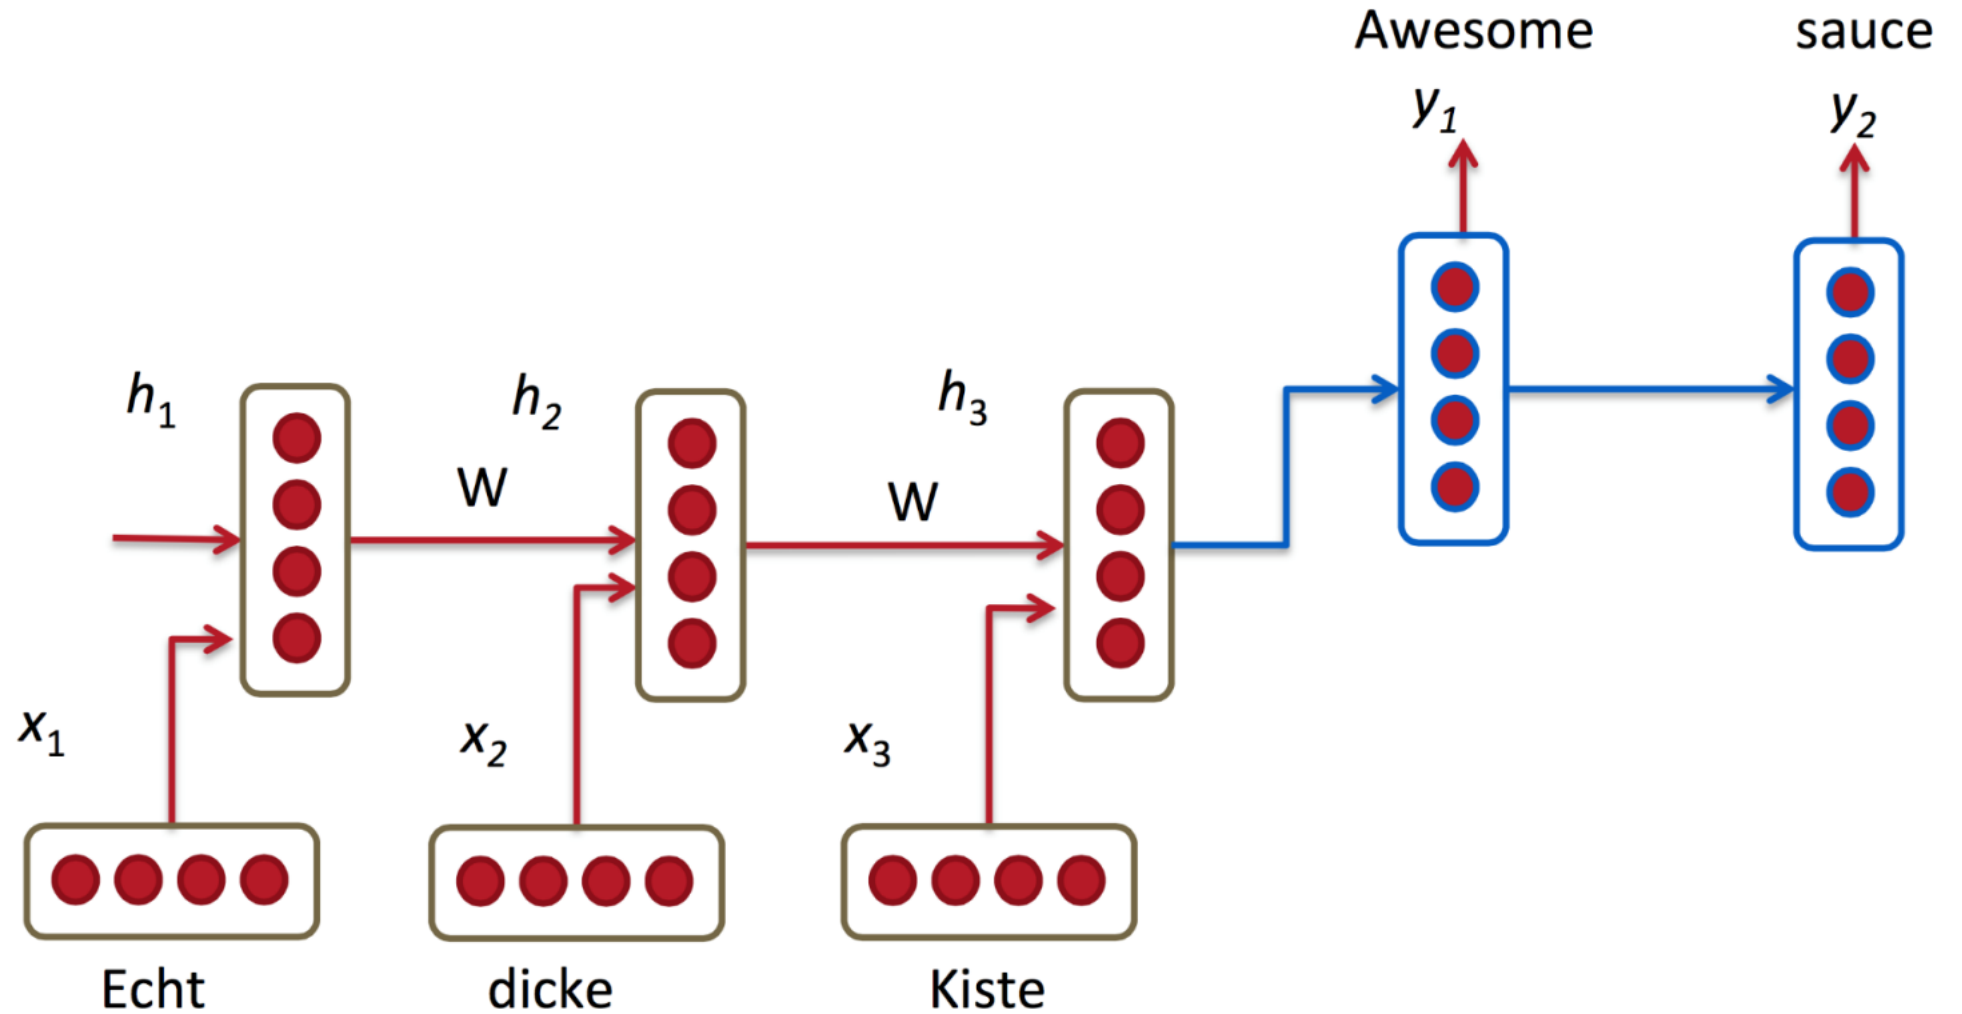 Awesome sauce
y1 y2
h1 h2 h3
W W
x1 x2 x3
Echt dicke Kiste